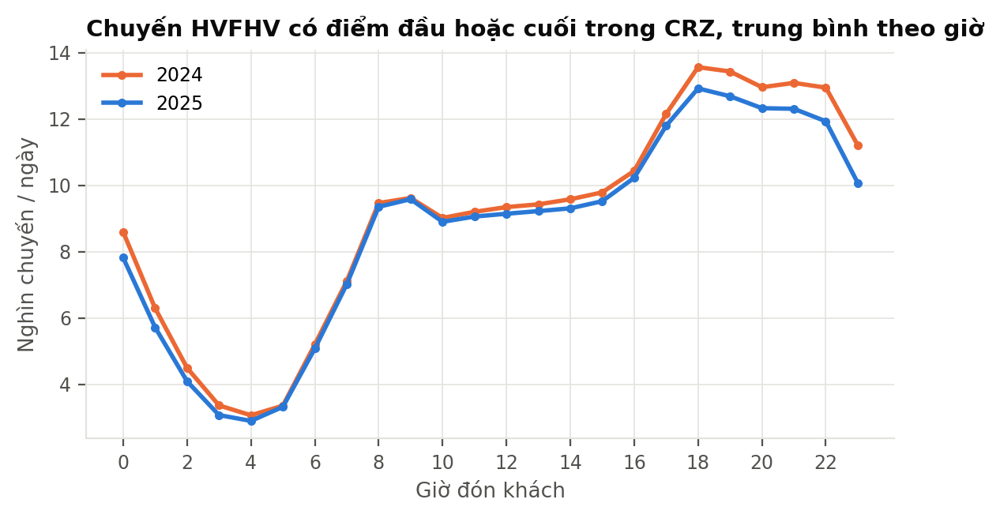 Chuyến HVFHV có điểm đầu hoặc cuối trong CRZ, trung bình theo giờ
14
12
10
8
6
4
Nghìn chuyến / ngày
2024
2025
0 2 4 6 8 10 12 14 16 18 20 22
Giờ đón khách